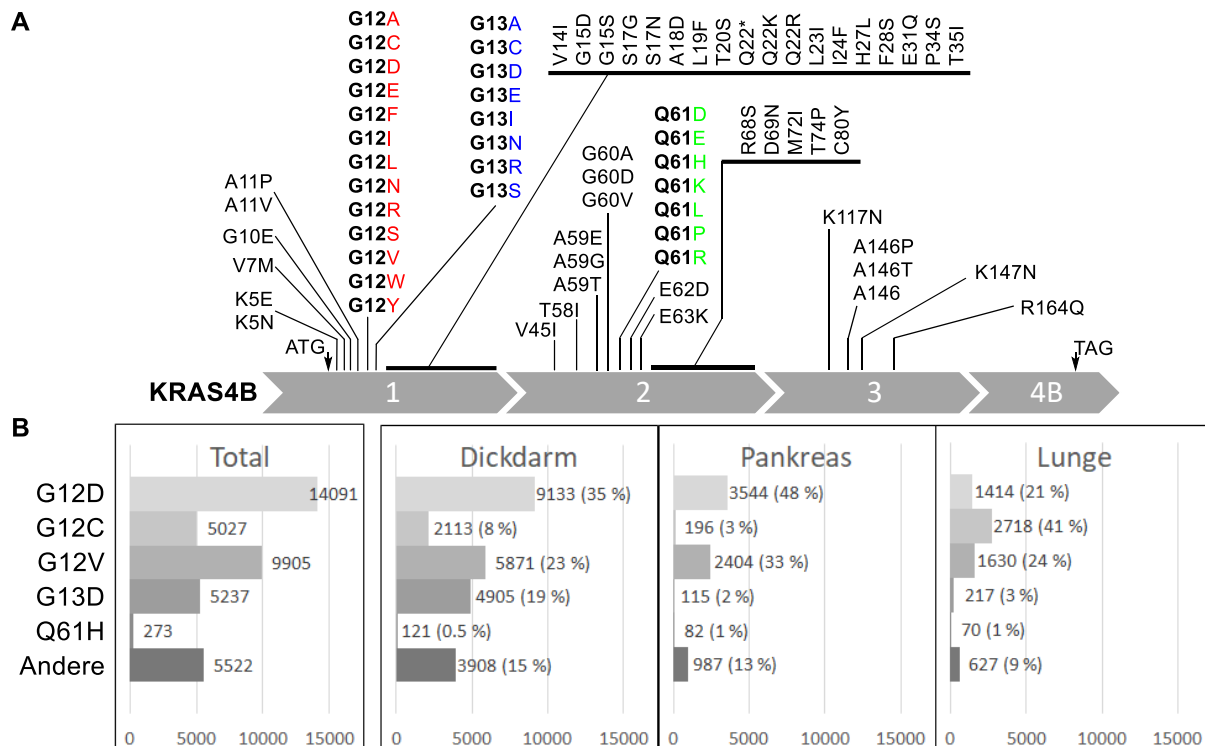 A
G12A
G12C
G12D
G12E
G12F
G12I
G12L
G12N
G12R
G12S
G12V
G12W
G12Y
G13A
G13C
G13D
G13E
G13I
G13N
G13R
G13S
V14I
G15D
G15S
S17G
S17N
A18D
L19F
T20S
Q22*
Q22K
Q22R
L23I
I24F
H27L
F28S
E31Q
P34S
T35I
Q61D
Q61E
Q61H
Q61K
Q61L
Q61P
Q61R
R68S
D69N
M72I
T74P
C80Y
A11P
A11V
G10E
V7M
K5E
K5N
G60A
G60D
G60V
A59E
A59G
A59T
T58I
V45I
E62D
E63K
K117N
A146P
A146T
A146
K147N
R164Q
ATG
TAG
KRAS4B
1
2
3
4B
B
Total
Dickdarm
Pankreas
Lunge
G12D
14091
9133 (35 %)
3544 (48 %)
1414 (21 %)
G12C
5027
2113 (8 %)
196 (3 %)
2718 (41 %)
G12V
9905
5871 (23 %)
2404 (33 %)
1630 (24 %)
G13D
5237
4905 (19 %)
115 (2 %)
217 (3 %)
Q61H
273
121 (0.5 %)
82 (1 %)
70 (1 %)
Andere
5522
3908 (15 %)
987 (13 %)
627 (9 %)
0 5000 10000 15000
0 5000 10000 15000
0 5000 10000 15000
0 5000 10000 15000